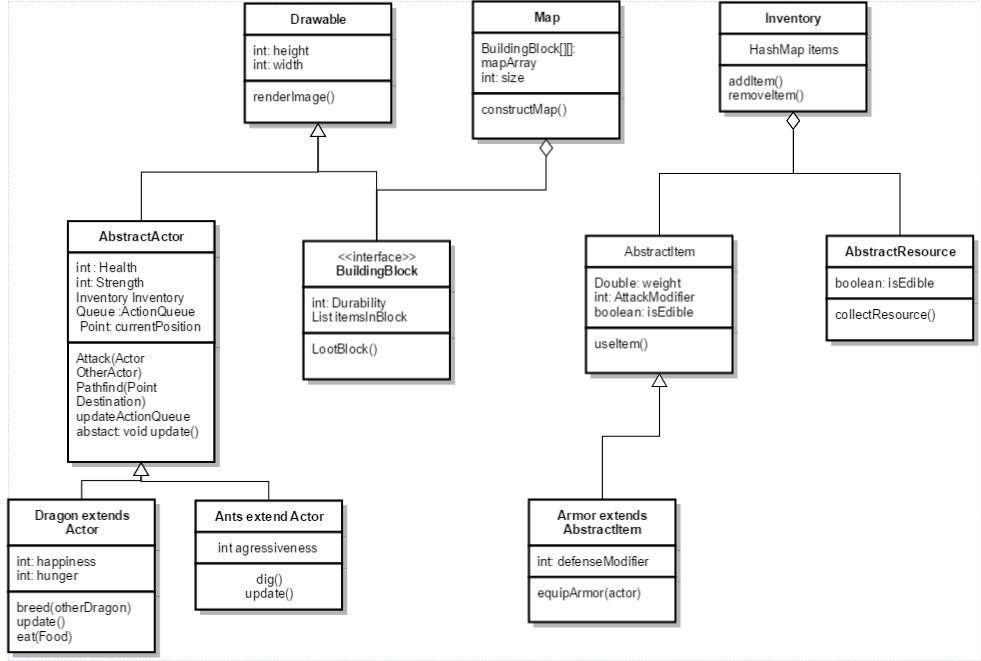 Drawable
int: height
int: width
renderImage()
Map
BuildingBlock[][]:
mapArray
int: size
constructMap()
Inventory
HashMap items
addItem()
removeItem()
AbstractActor
int : Health
int: Strength
Inventory Inventory
Queue :ActionQueue
Point: currentPosition
Attack(Actor
OtherActor)
Pathfind(Point
Destination)
updateActionQueue
abstact: void update()
<<interface>>
BuildingBlock
int: Durability
List itemsInBlock
LootBlock()
AbstractItem
Double: weight
int: AttackModifier
boolean: isEdible
useItem()
AbstractResource
boolean: isEdible
collectResource()
Dragon extends
Actor
int: happiness
int: hunger
breed(otherDragon)
update()
eat(Food)
Ants extend Actor
int agressiveness
dig()
update()
Armor extends
AbstractItem
int: defenseModifier
equipArmor(actor)